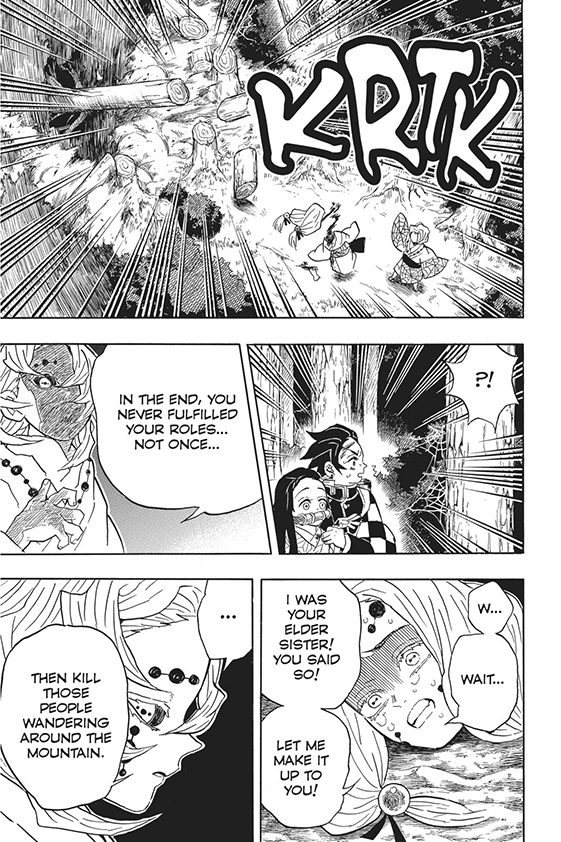 KRTK
?!
IN THE END, YOU
NEVER FULFILLED
YOUR ROLES...
NOT ONCE...
W...
WAIT...
I WAS
YOUR
ELDER
SISTER!
YOU SAID
SO!
LET ME
MAKE IT
UP TO
YOU!
...
THEN KILL
THOSE
PEOPLE
WANDERING
AROUND THE
MOUNTAIN.